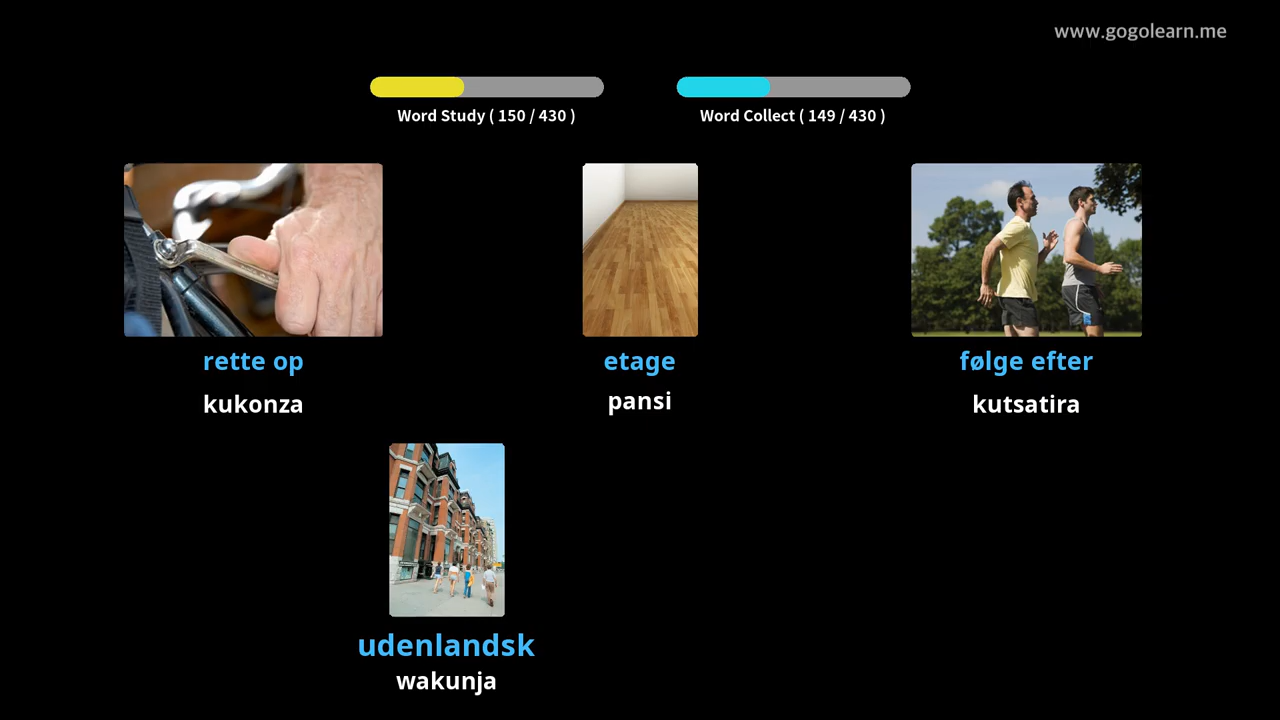 www.gogolearn.me
Word Study ( 150 / 430 )
Word Collect ( 149 / 430 )
rette op
kukonza
etage
pansi
følge efter
kutsatira
udenlandsk
wakunja